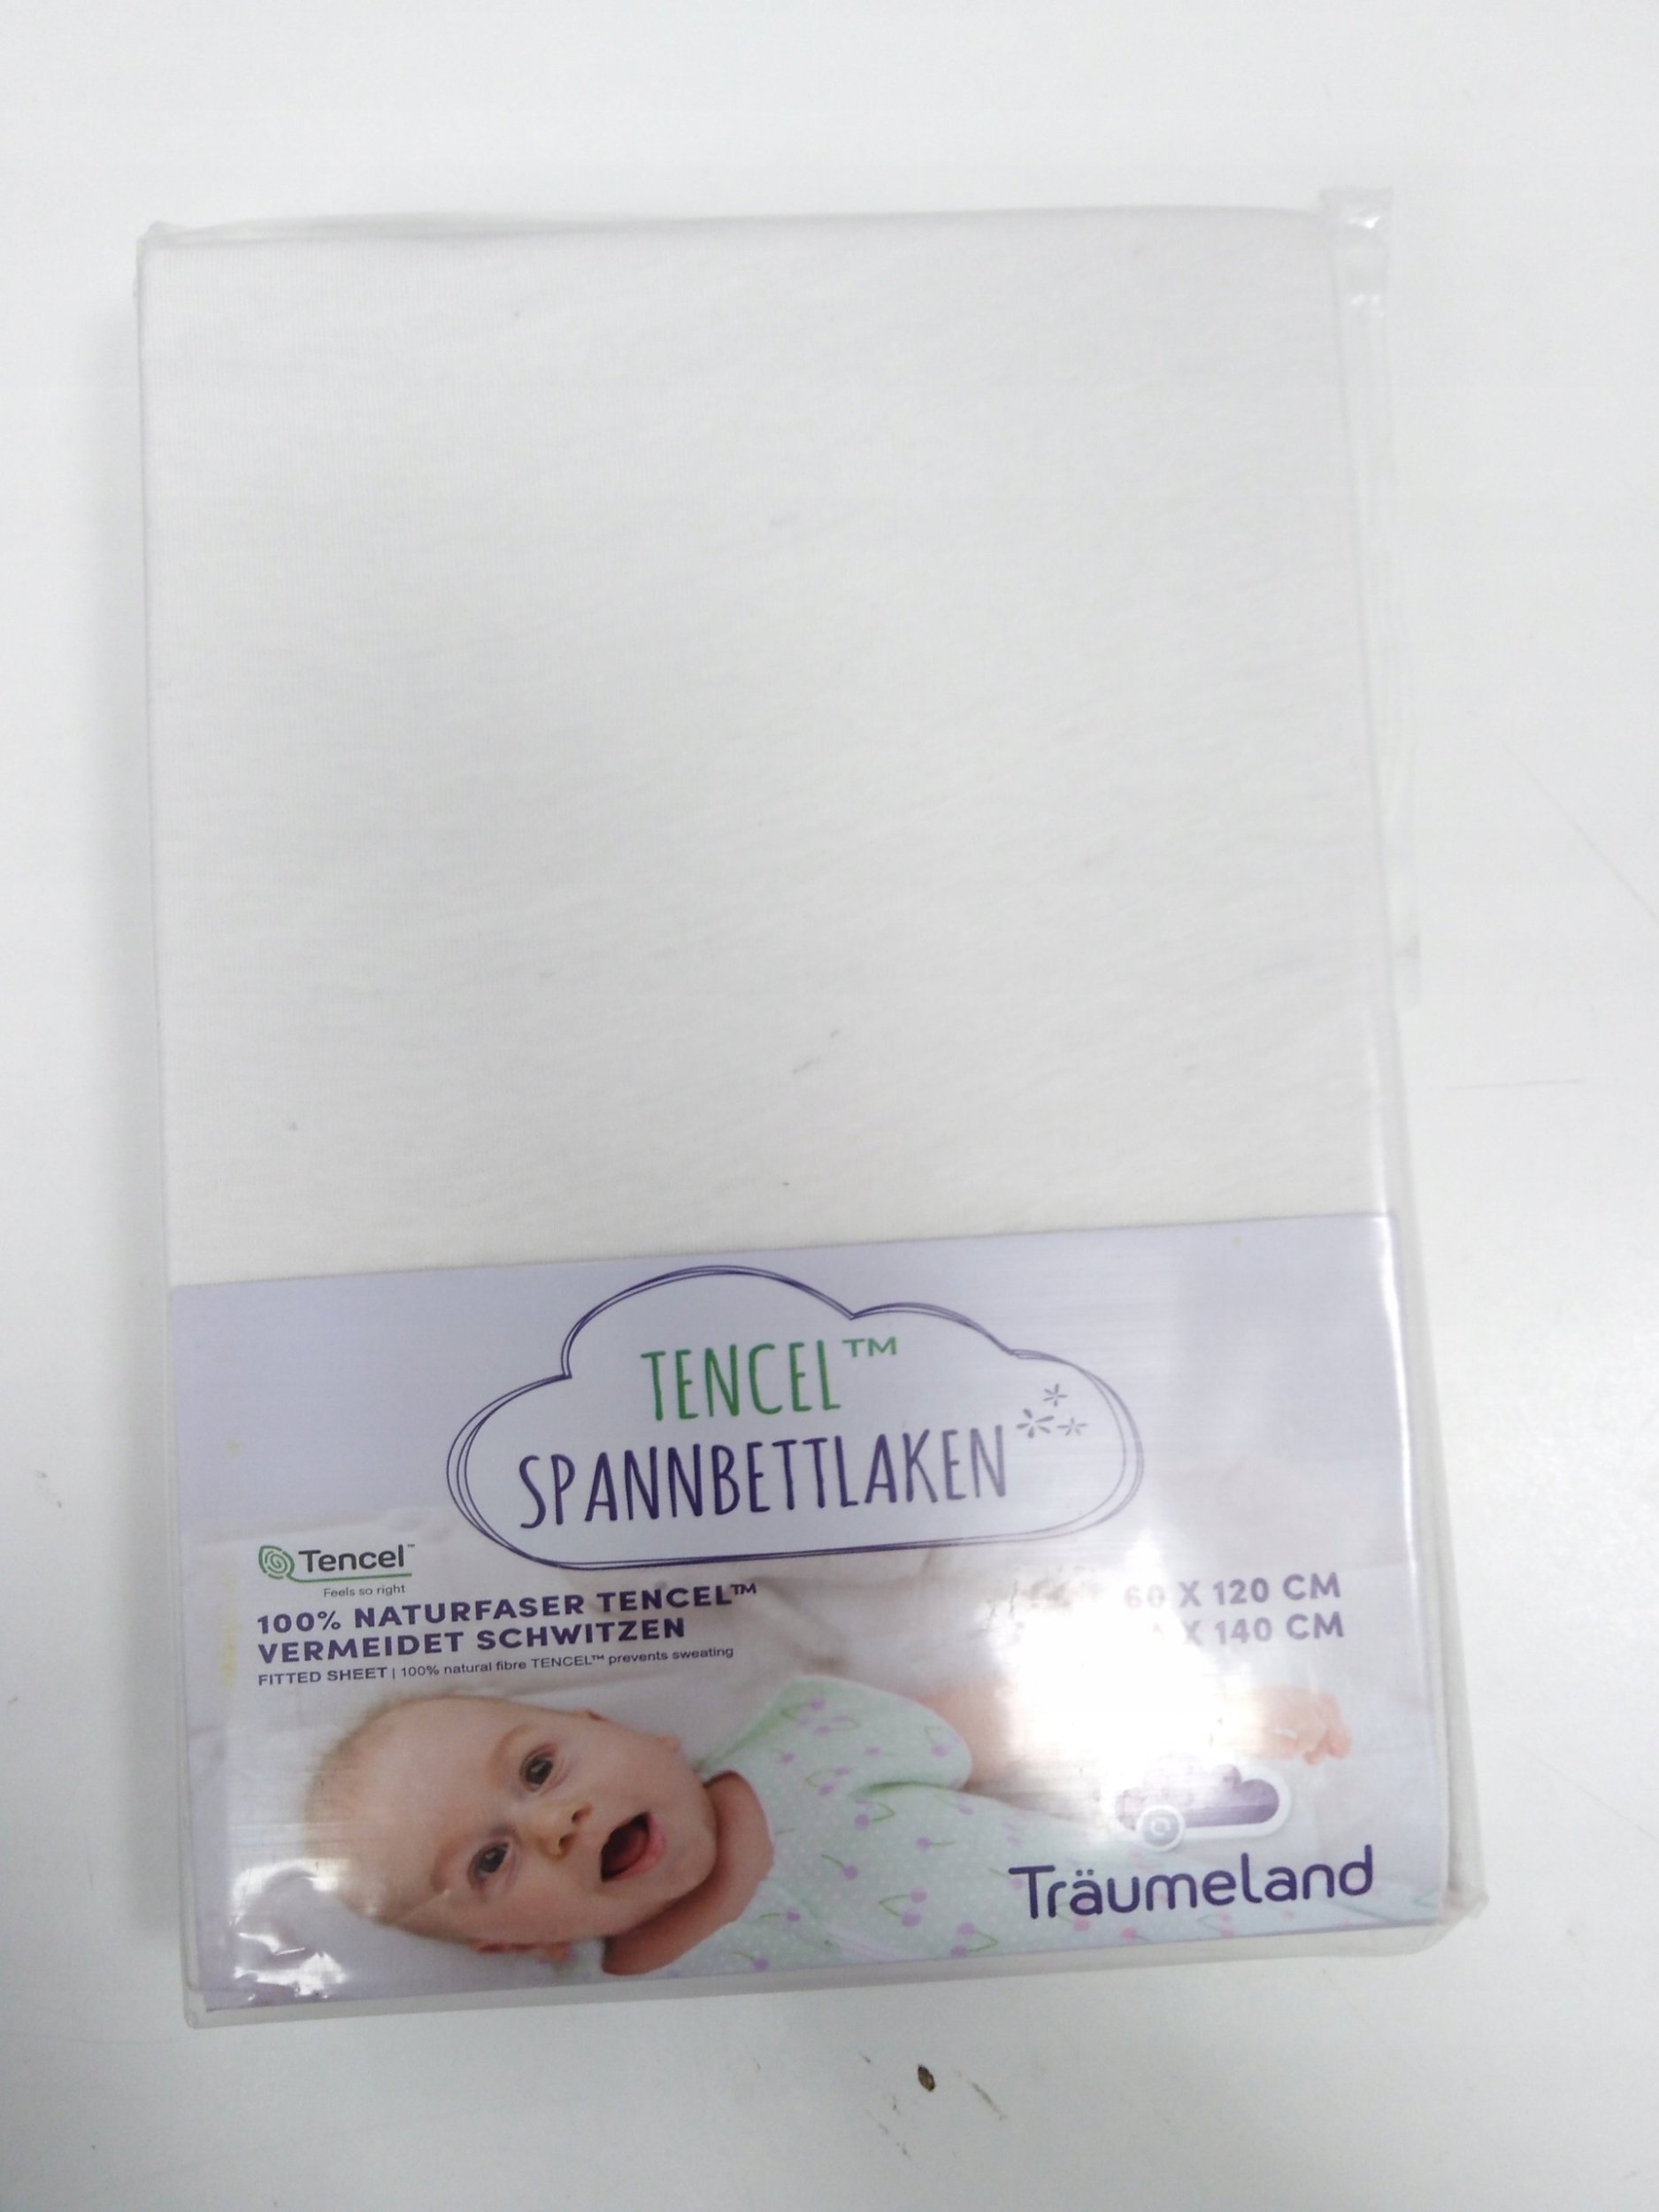 TENCEL™
SPANNBETTLAKEN
Tencel™
Feels so right
100% NATURFASER TENCEL™
VERMEIDET SCHWITZEN
FITTED SHEET | 100% natural fibre TENCEL™ prevents sweating
60 X 120 CM
X 140 CM
Träumeland